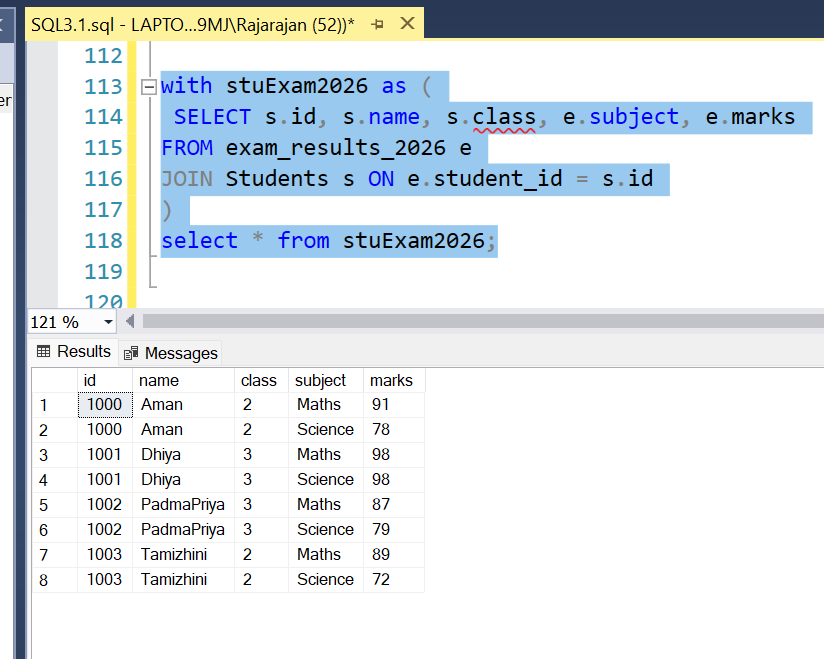 SQL3.1.sql - LAPTO...9MJ\Rajarajan (52))*
er
112
113 with stuExam2026 as (
114 SELECT s.id, s.name, s.class, e.subject, e.marks
115 FROM exam_results_2026 e
116 JOIN Students s ON e.student_id = s.id
117 )
118 select * from stuExam2026;
119
120
121 %
Results Messages
id name class subject marks
1 1000 Aman 2 Maths 91
2 1000 Aman 2 Science 78
3 1001 Dhiya 3 Maths 98
4 1001 Dhiya 3 Science 98
5 1002 PadmaPriya 3 Maths 87
6 1002 PadmaPriya 3 Science 79
7 1003 Tamizhini 2 Maths 89
8 1003 Tamizhini 2 Science 72